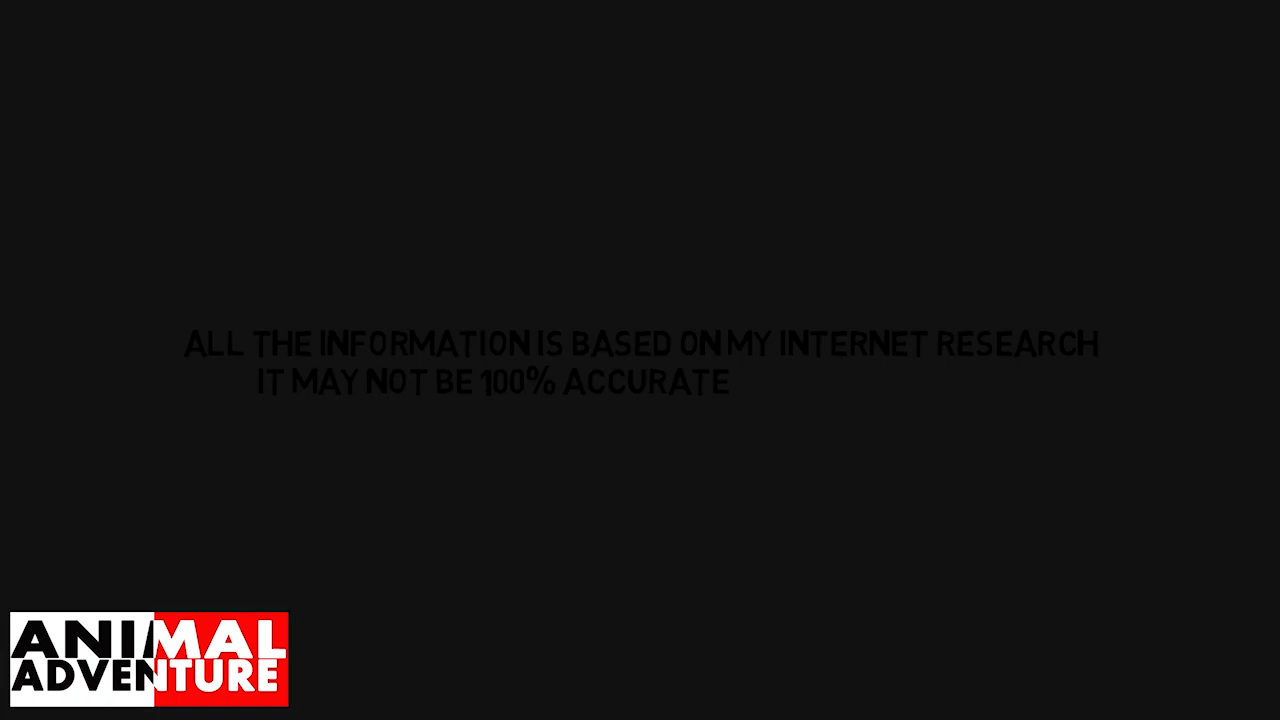 ALL THE INFORMATION IS BASED ON MY INTERNET RESEARCH
IT MAY NOT BE 100% ACCURATE
ANIMAL
ADVENTURE